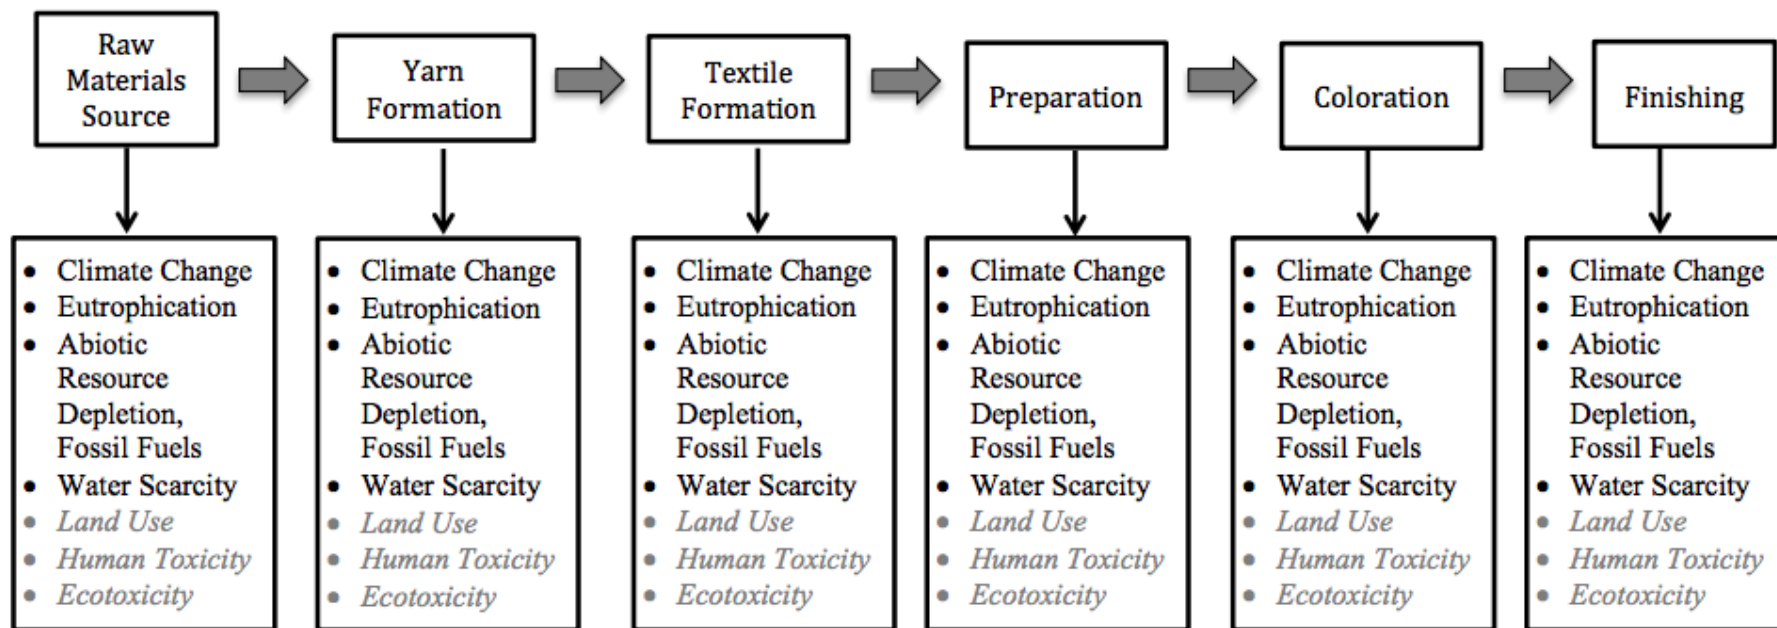 Raw
Materials
Source
Yarn
Formation
Textile
Formation
Preparation
Coloration
Finishing
• Climate Change
• Eutrophication
• Abiotic
Resource
Depletion,
Fossil Fuels
• Water Scarcity
• Land Use
• Human Toxicity
• Ecotoxicity
• Climate Change
• Eutrophication
• Abiotic
Resource
Depletion,
Fossil Fuels
• Water Scarcity
• Land Use
• Human Toxicity
• Ecotoxicity
• Climate Change
• Eutrophication
• Abiotic
Resource
Depletion,
Fossil Fuels
• Water Scarcity
• Land Use
• Human Toxicity
• Ecotoxicity
• Climate Change
• Eutrophication
• Abiotic
Resource
Depletion,
Fossil Fuels
• Water Scarcity
• Land Use
• Human Toxicity
• Ecotoxicity
• Climate Change
• Eutrophication
• Abiotic
Resource
Depletion,
Fossil Fuels
• Water Scarcity
• Land Use
• Human Toxicity
• Ecotoxicity
• Climate Change
• Eutrophication
• Abiotic
Resource
Depletion,
Fossil Fuels
• Water Scarcity
• Land Use
• Human Toxicity
• Ecotoxicity